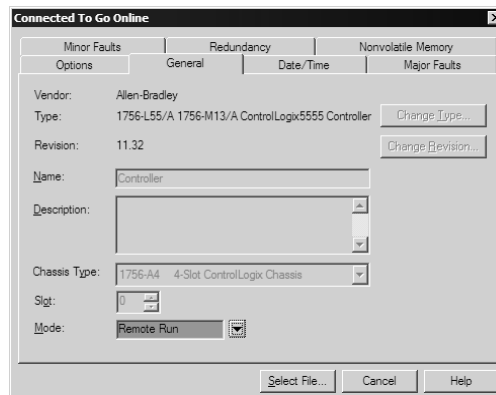 Connected To Go Online
Minor Faults Redundancy Nonvolatile Memory
Options General Date/Time Major Faults
Vendor: Allen-Bradley
Type: 1756-L55/A 1756-M13/A ControlLogix5555 Controller Change Type...
Revision: 11.32 Change Revision...
Name: Controller
Description:
Chassis Type: 1756-A4 4-Slot ControlLogix Chassis
Slot: 0
Mode: Remote Run
Select File... Cancel Help